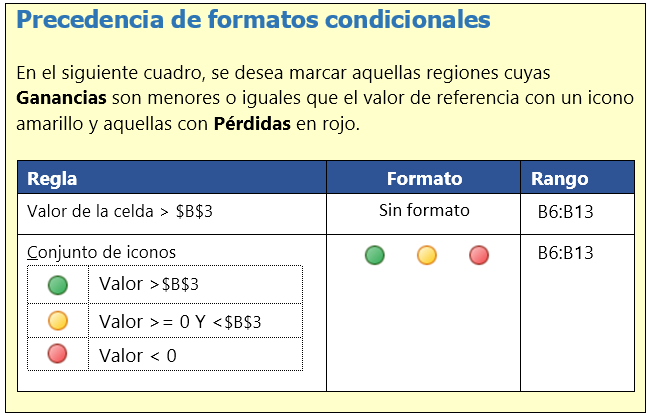 Precedencia de formatos condicionales
En el siguiente cuadro, se desea marcar aquellas regiones cuyas
Ganancias son menores o iguales que el valor de referencia con un icono
amarillo y aquellas con Pérdidas en rojo.
Regla Formato Rango
Valor de la celda > $B$3 Sin formato B6:B13
Conjunto de iconos B6:B13
Valor >$B$3
Valor >= 0 Y <$B$3
Valor < 0